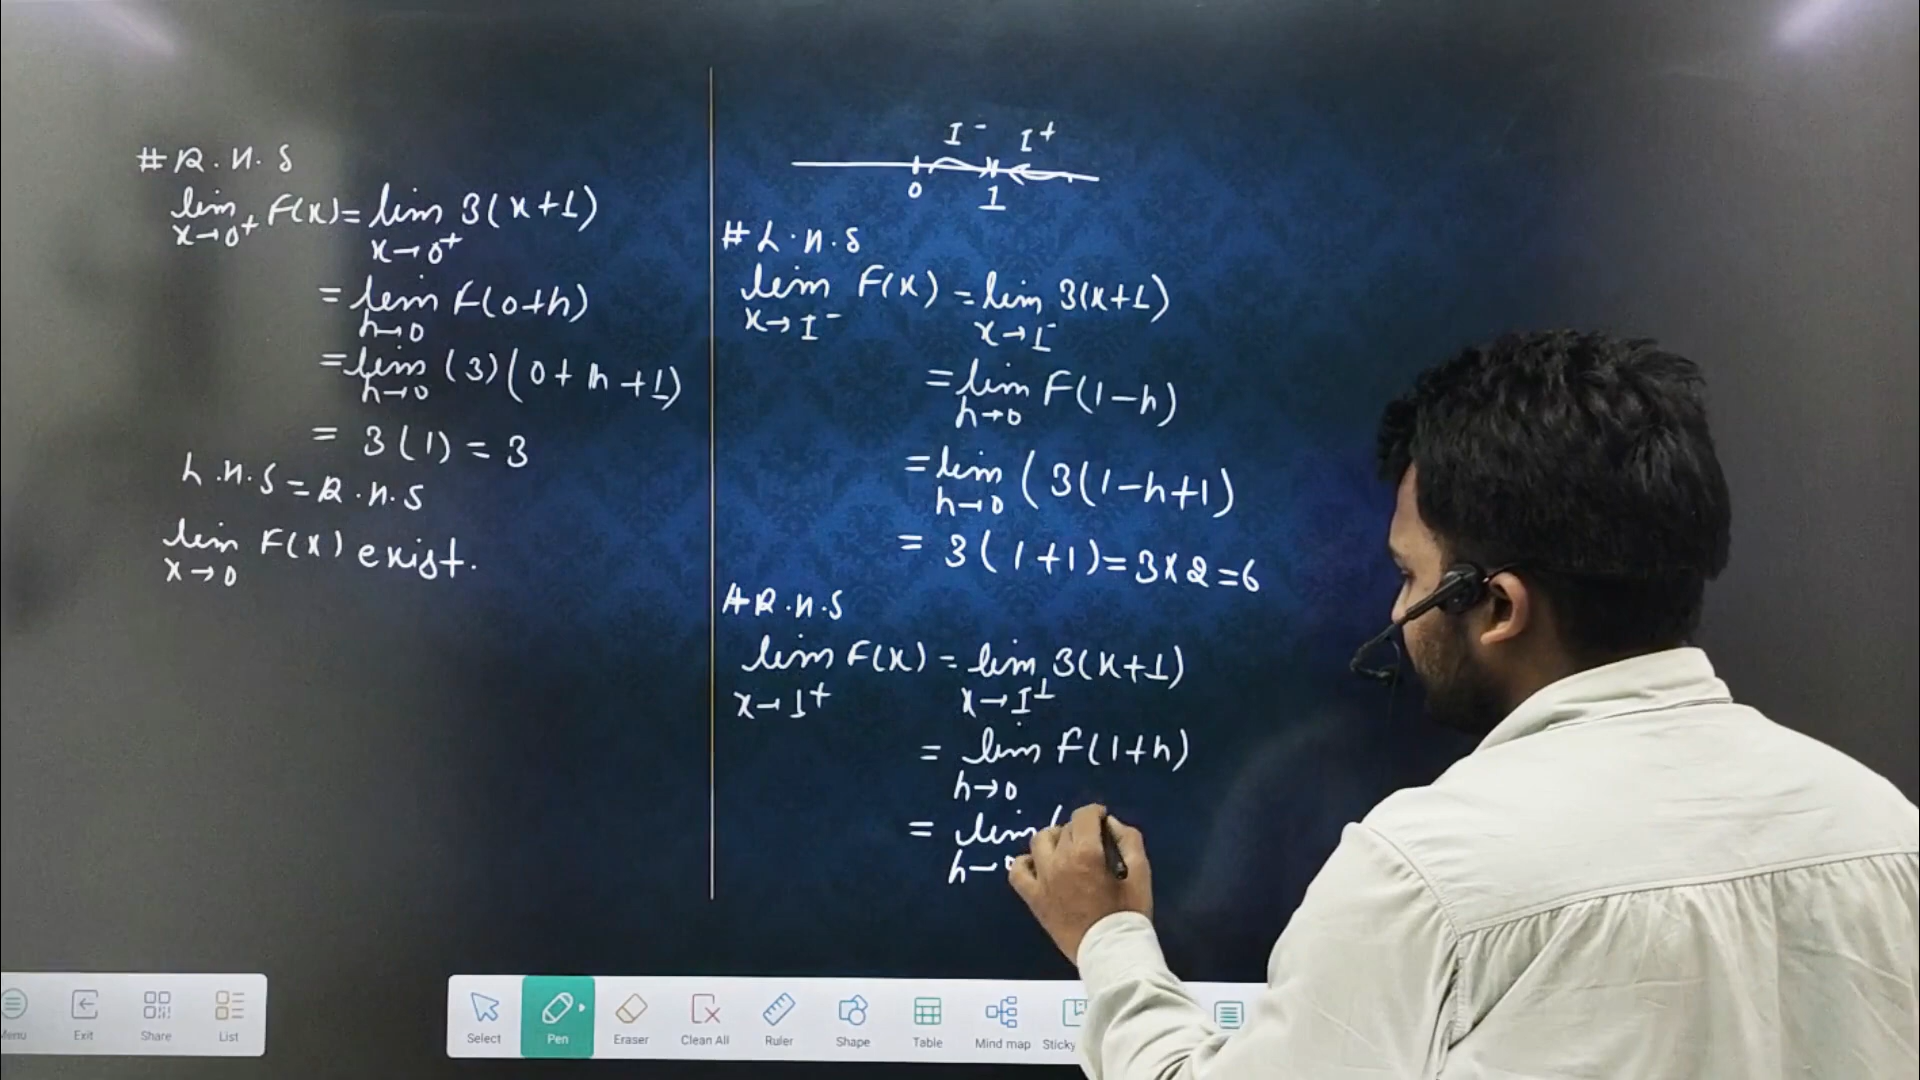 # R.H.S
lim x→0⁺ F(x) = lim x→0⁺ 3(x+1)
= lim h→0 F(0+h)
= lim h→0 (3)(0+h+1)
= 3(1) = 3
L.H.S = R.H.S
lim x→0 F(x) exist.
1⁻ 1⁺
0 1
# L.H.S
lim x→1⁻ F(x) = lim x→1⁻ 3(x+1)
= lim h→0 F(1-h)
= lim h→0 (3(1-h+1)
= 3(1+1) = 3×2 = 6
# R.H.S
lim x→1⁺ F(x) = lim x→1⁺ 3(x+1)
= lim h→0 F(1+h)
= lim h→0 (
Menu Exit Share List
Select Pen Eraser Clean All Ruler Shape Table Mind map Sticky